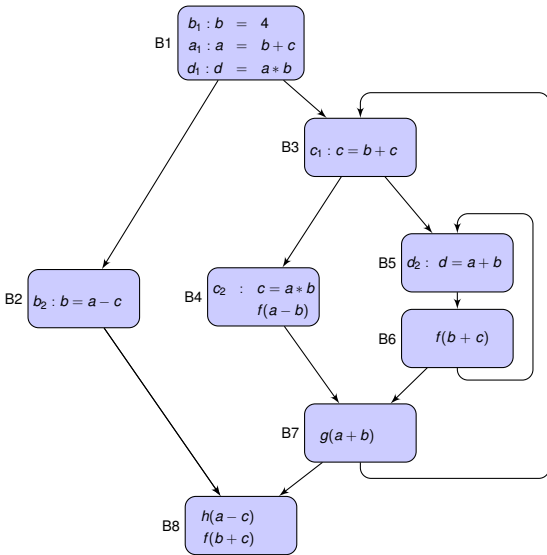 B1
b₁ : b = 4
a₁ : a = b + c
d₁ : d = a ∗ b
B3
c₁ : c = b + c
B2
b₂ : b = a − c
B4
c₂ : c = a ∗ b
f(a − b)
B5
d₂ : d = a + b
B6
f(b + c)
B7
g(a + b)
B8
h(a − c)
f(b + c)